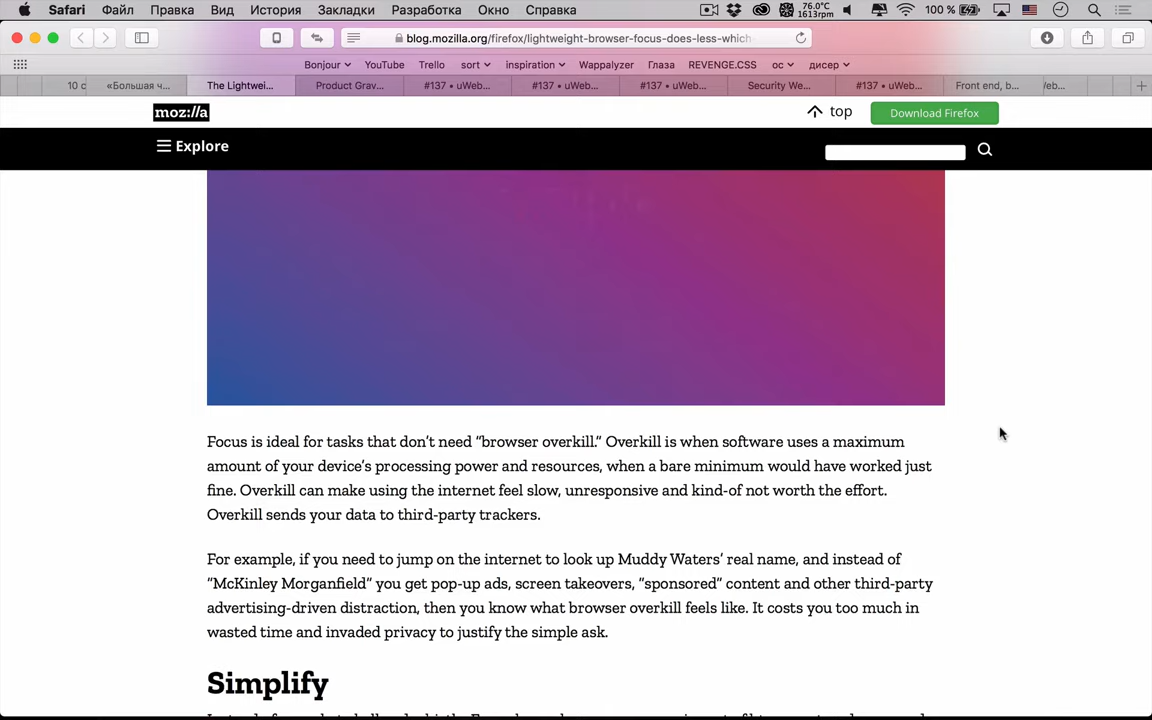 Safari Файл Правка Вид История Закладки Разработка Окно Справка 76.0°C 1613rpm 100 %
blog.mozilla.org/firefox/lightweight-browser-focus-does-less-which-
Bonjour YouTube Trello sort inspiration Wappalyzer Глаза REVENGE.CSS ос дисер
10 с «Большая ч... The Lightwei... Product Grav... #137 • uWeb... #137 • uWeb... #137 • uWeb... Security We... #137 • uWeb... Front end, b... /eb...
moz://a top Download Firefox
Explore
Focus is ideal for tasks that don't need “browser overkill.” Overkill is when software uses a maximum
amount of your device's processing power and resources, when a bare minimum would have worked just
fine. Overkill can make using the internet feel slow, unresponsive and kind-of not worth the effort.
Overkill sends your data to third-party trackers.
For example, if you need to jump on the internet to look up Muddy Waters' real name, and instead of
“McKinley Morganfield” you get pop-up ads, screen takeovers, “sponsored” content and other third-party
advertising-driven distraction, then you know what browser overkill feels like. It costs you too much in
wasted time and invaded privacy to justify the simple ask.
Simplify